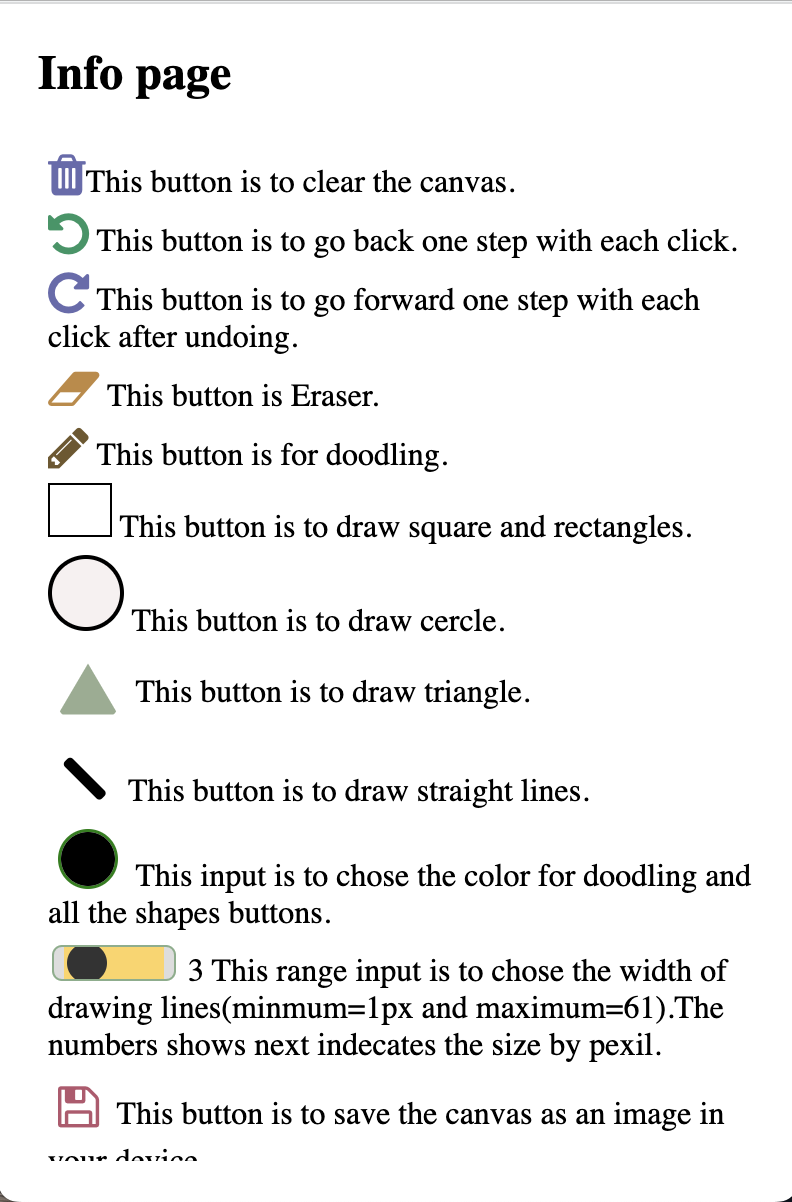 Info page
This button is to clear the canvas.
This button is to go back one step with each click.
This button is to go forward one step with each
click after undoing.
This button is Eraser.
This button is for doodling.
This button is to draw square and rectangles.
This button is to draw cercle.
This button is to draw triangle.
This button is to draw straight lines.
This input is to chose the color for doodling and
all the shapes buttons.
3 This range input is to chose the width of
drawing lines(minmum=1px and maximum=61).The
numbers shows next indecates the size by pexil.
This button is to save the canvas as an image in
your device